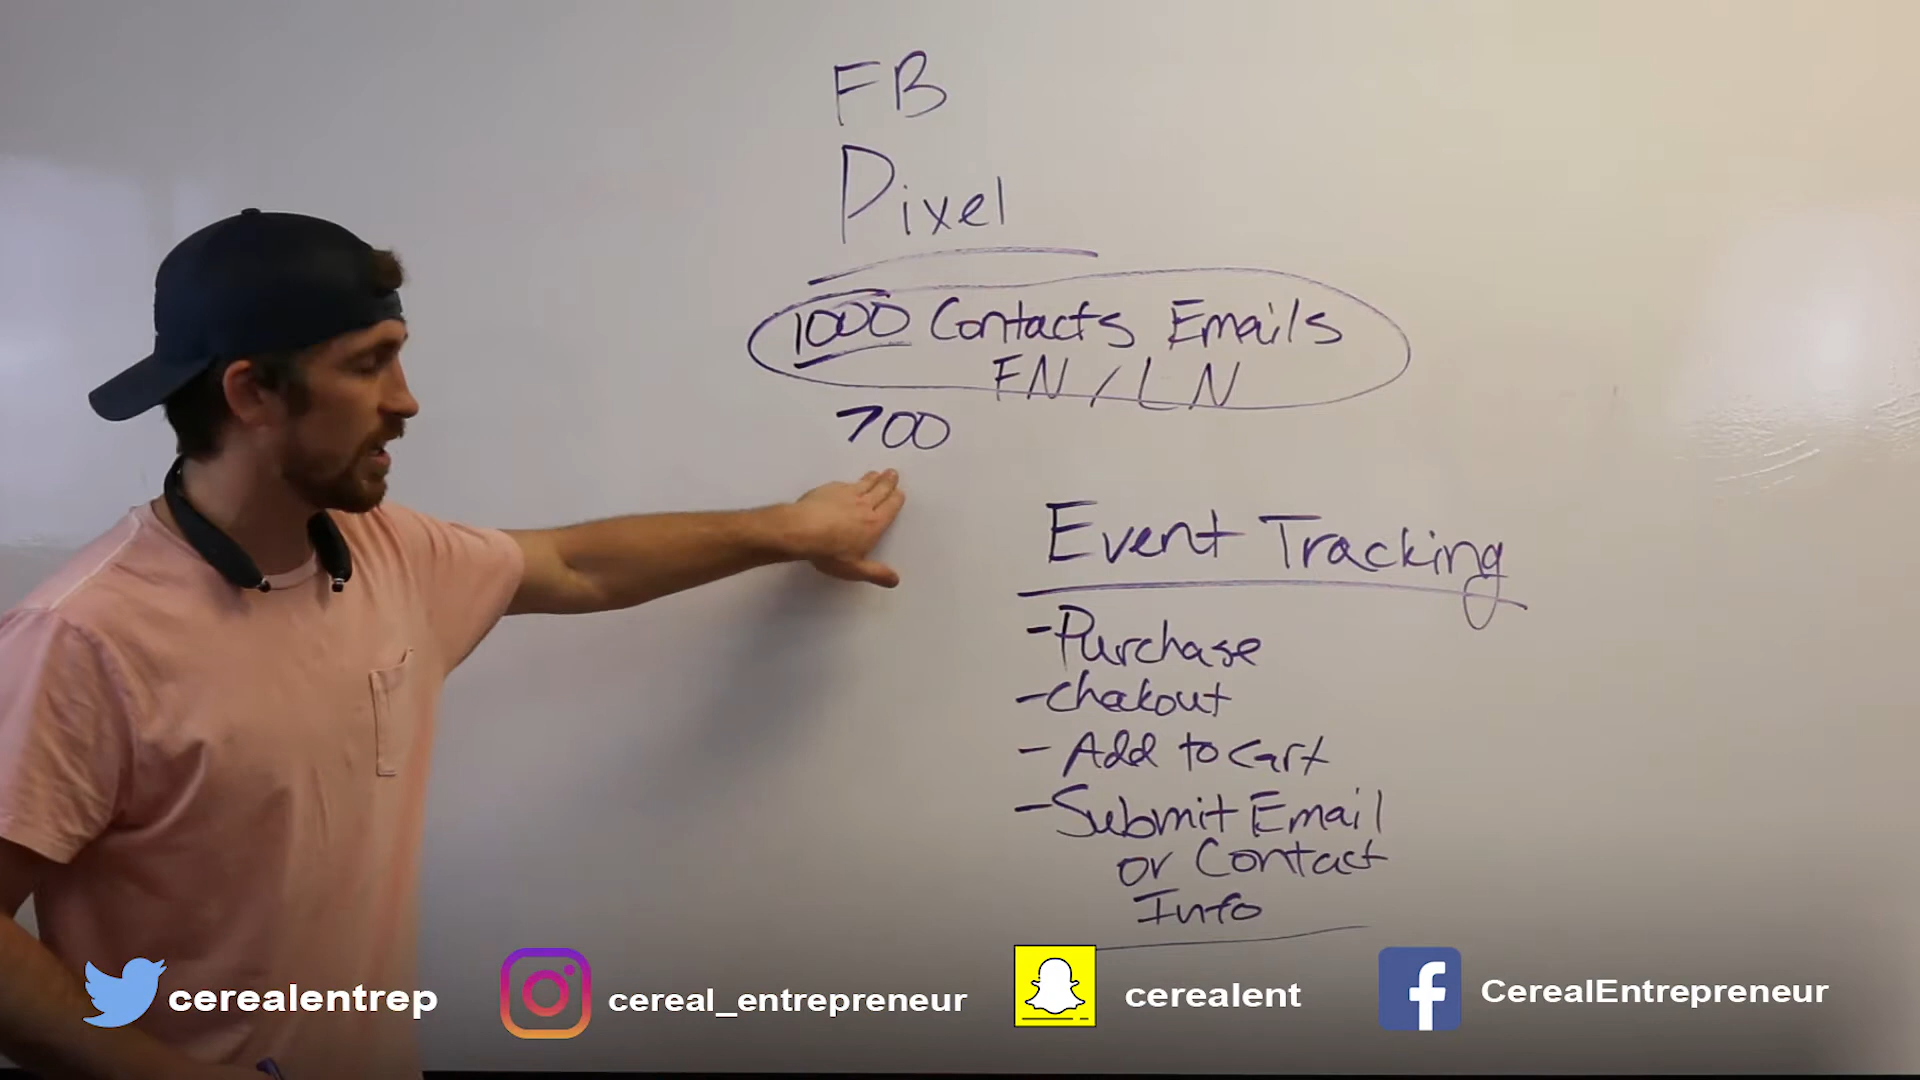 FB
Pixel
1000 Contacts Emails
FN/LN
700
Event Tracking
-Purchase
-Checkout
- Add to Cart
-Submit Email
or Contact
Info
cerealentrep
cereal_entrepreneur
cerealent
CerealEntrepreneur